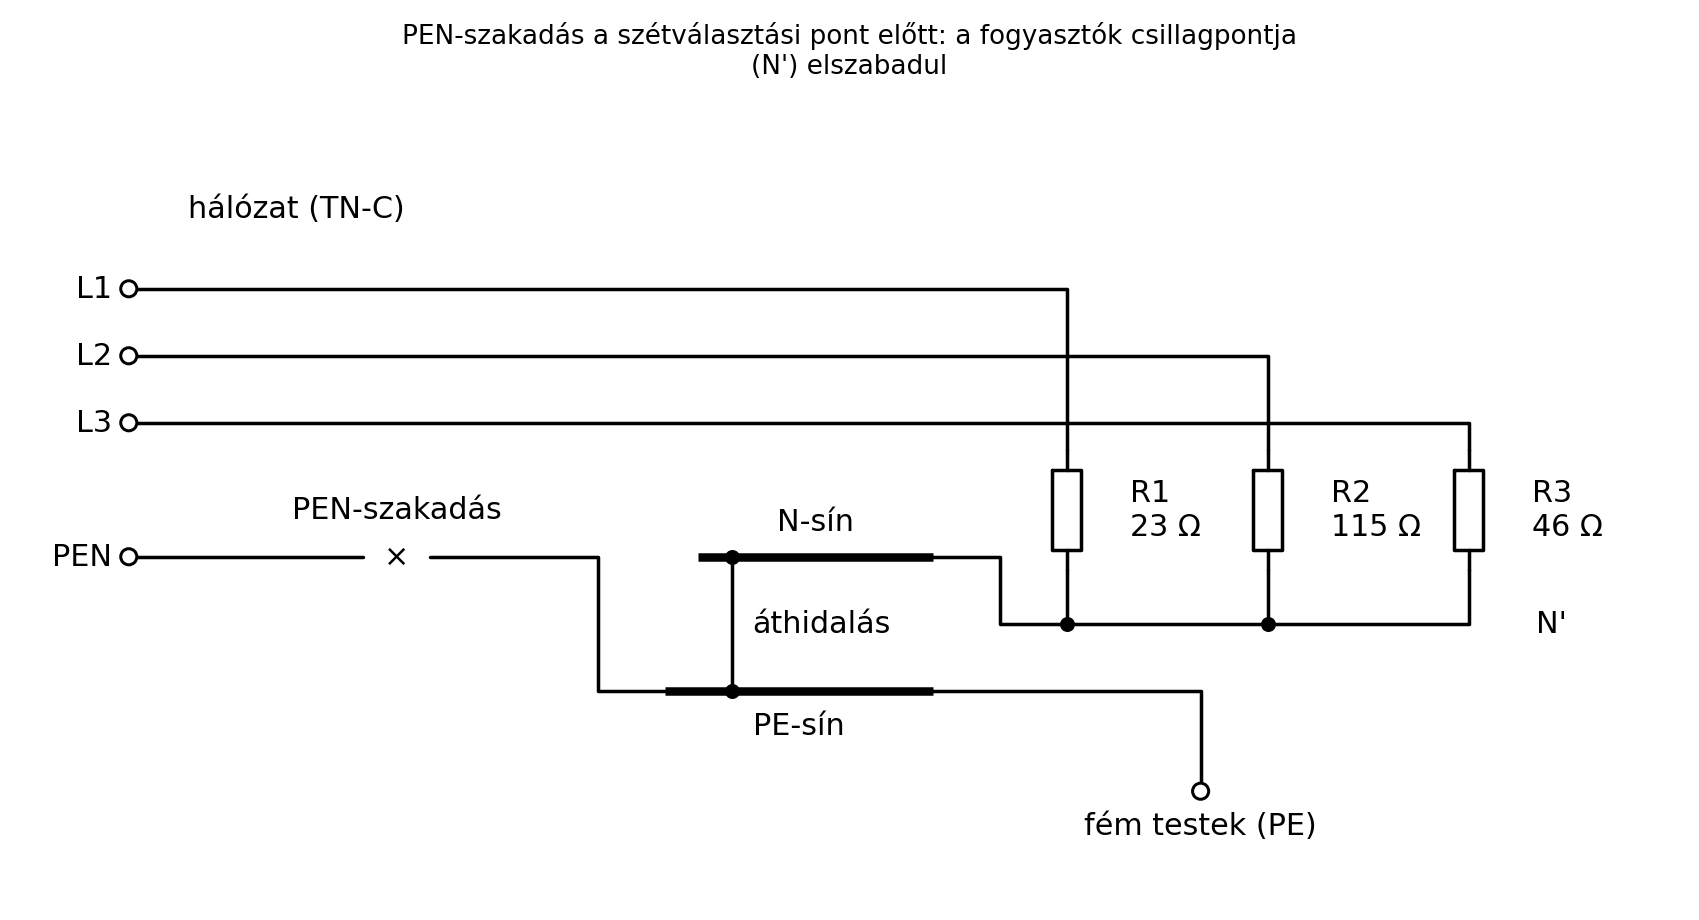 PEN-szakadás a szétválasztási pont előtt: a fogyasztók csillagpontja
(N') elszabadul
hálózat (TN-C)
L1
L2
L3
PEN-szakadás
PEN
×
N-sín
áthidalás
PE-sín
R1
23 Ω
R2
115 Ω
R3
46 Ω
N'
fém testek (PE)